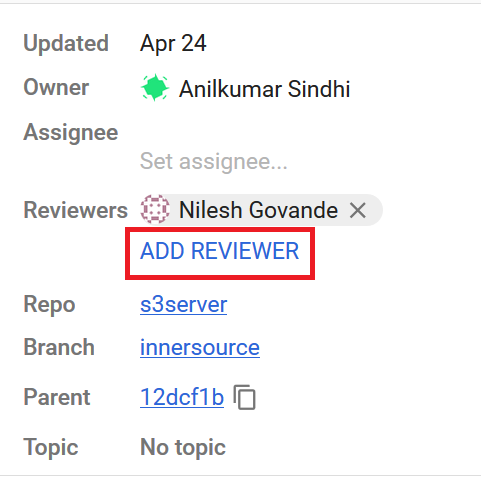 Updated Apr 24
Owner Anilkumar Sindhi
Assignee
Set assignee...
Reviewers Nilesh Govande
ADD REVIEWER
Repo s3server
Branch innersource
Parent 12dcf1b
Topic No topic